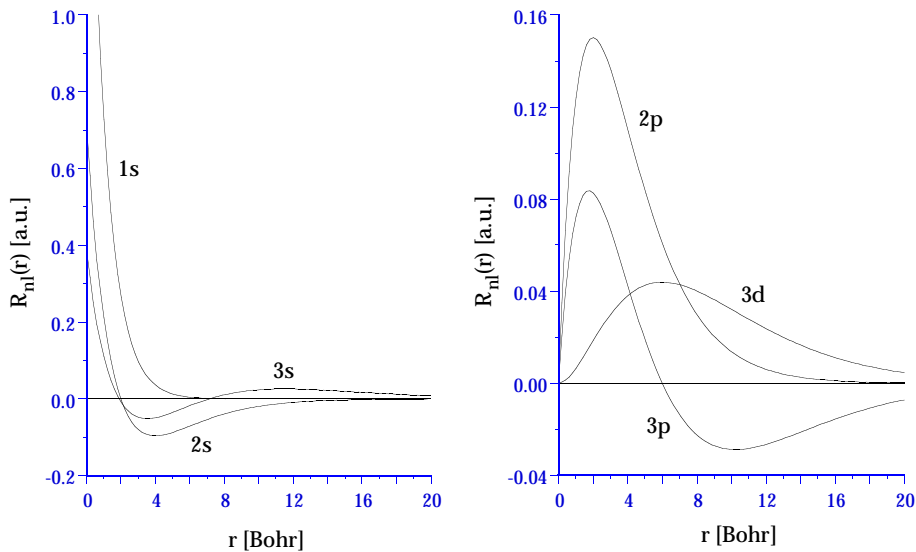 1.0
0.8
0.6
0.4
0.2
0.0
-0.2
R_nl(r) [a.u.]
1s
3s
2s
0 4 8 12 16 20
r [Bohr]
0.16
0.12
0.08
0.04
0.00
-0.04
R_nl(r) [a.u.]
2p
3d
3p
0 4 8 12 16 20
r [Bohr]